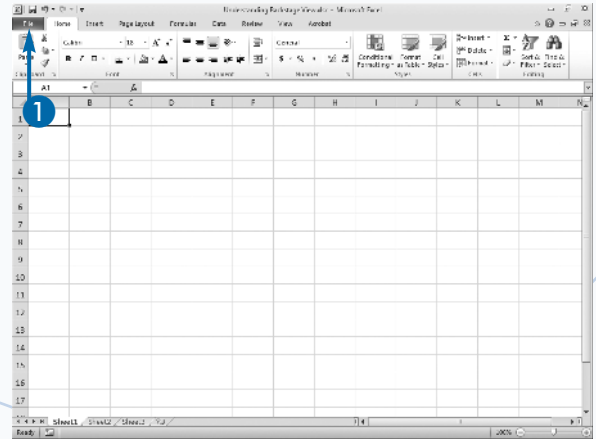 Understanding Backstage View.xlsx - Microsoft Excel
File Home Insert Page Layout Formulas Data Review View Acrobat
Calibri 18 A A General Insert Σ
Paste B I U A $ % Conditional Format Cell Delete Sort & Find &
Formatting as Table Styles Format Filter Select
Clipboard Font Alignment Number Styles Cells Editing
A1 fx
A B C D E F G H I J K L M N
1
1
2
3
4
5
6
7
8
9
10
11
12
13
14
15
16
17
Sheet1 Sheet2 Sheet3
Ready 100%